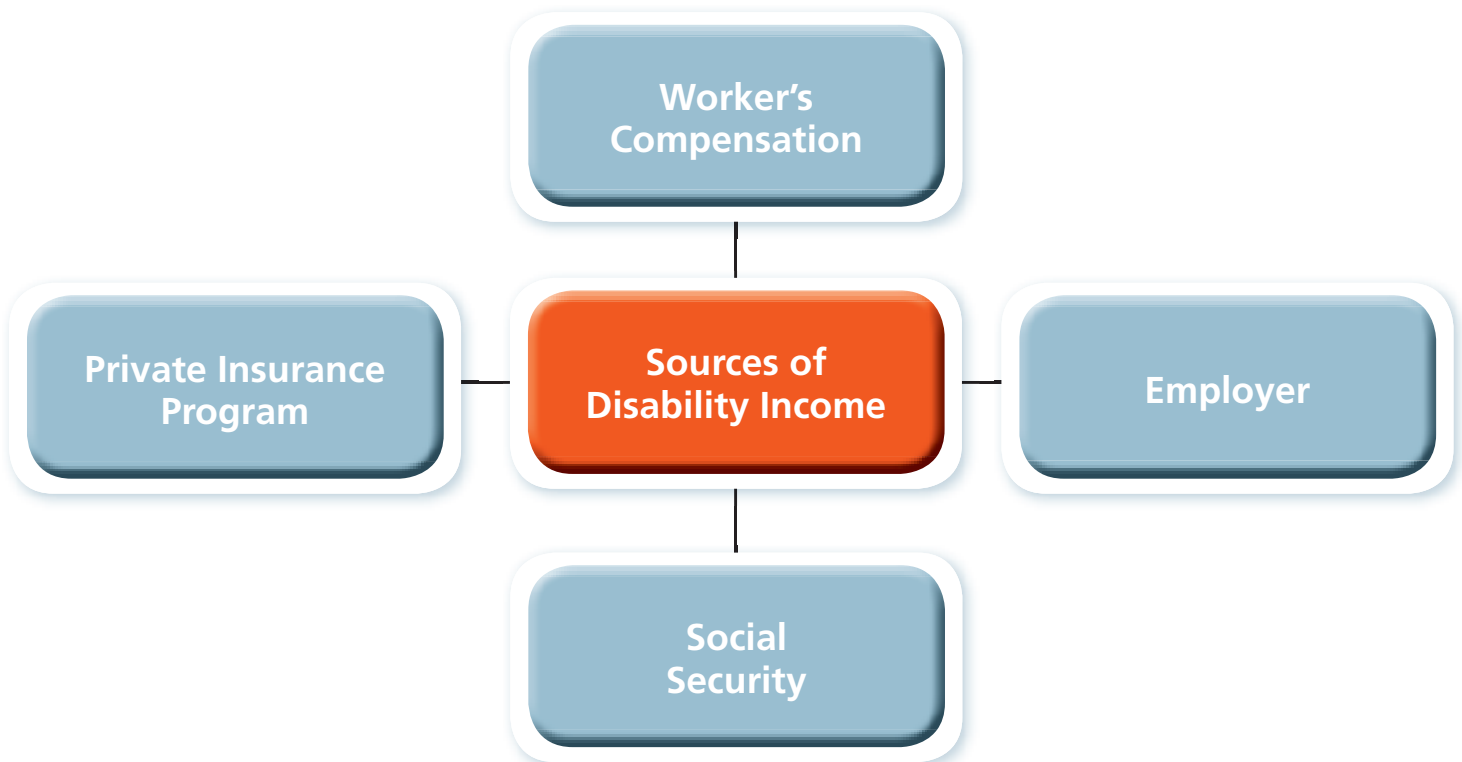 Worker's
Compensation
Private Insurance
Program
Sources of
Disability Income
Employer
Social
Security